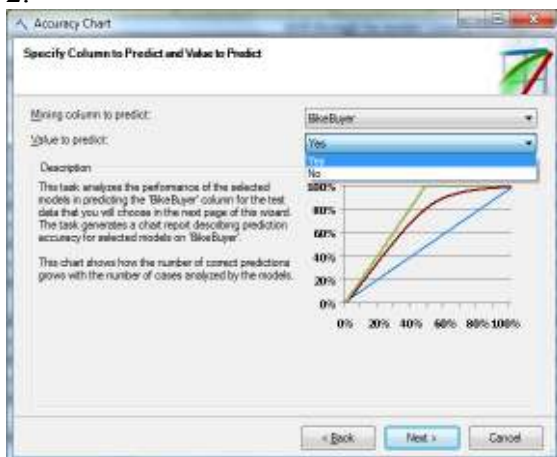 2.
Accuracy Chart
Specify Column to Predict and Value to Predict
Mining column to predict:
BikeBuyer
Value to predict:
Yes
Yes
No
Description
This task analyzes the performance of the selected
models in predicting the 'BikeBuyer' column for the test
data that you will choose in the next page of this wizard.
The task generates a chart report describing prediction
accuracy for selected models on 'BikeBuyer'.
This chart shows how the number of correct predictions
grows with the number of cases analyzed by the models.
100%
80%
60%
40%
20%
0%
0% 20% 40% 60% 80% 100%
< Back
Next >
Cancel